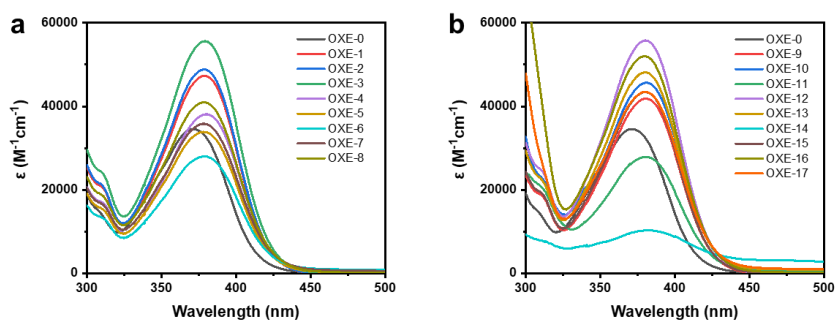 a
ε (M⁻¹cm⁻¹)
60000
40000
20000
0
300
350
400
450
500
Wavelength (nm)
OXE-0
OXE-1
OXE-2
OXE-3
OXE-4
OXE-5
OXE-6
OXE-7
OXE-8
b
ε (M⁻¹cm⁻¹)
60000
40000
20000
0
300
350
400
450
500
Wavelength (nm)
OXE-0
OXE-9
OXE-10
OXE-11
OXE-12
OXE-13
OXE-14
OXE-15
OXE-16
OXE-17